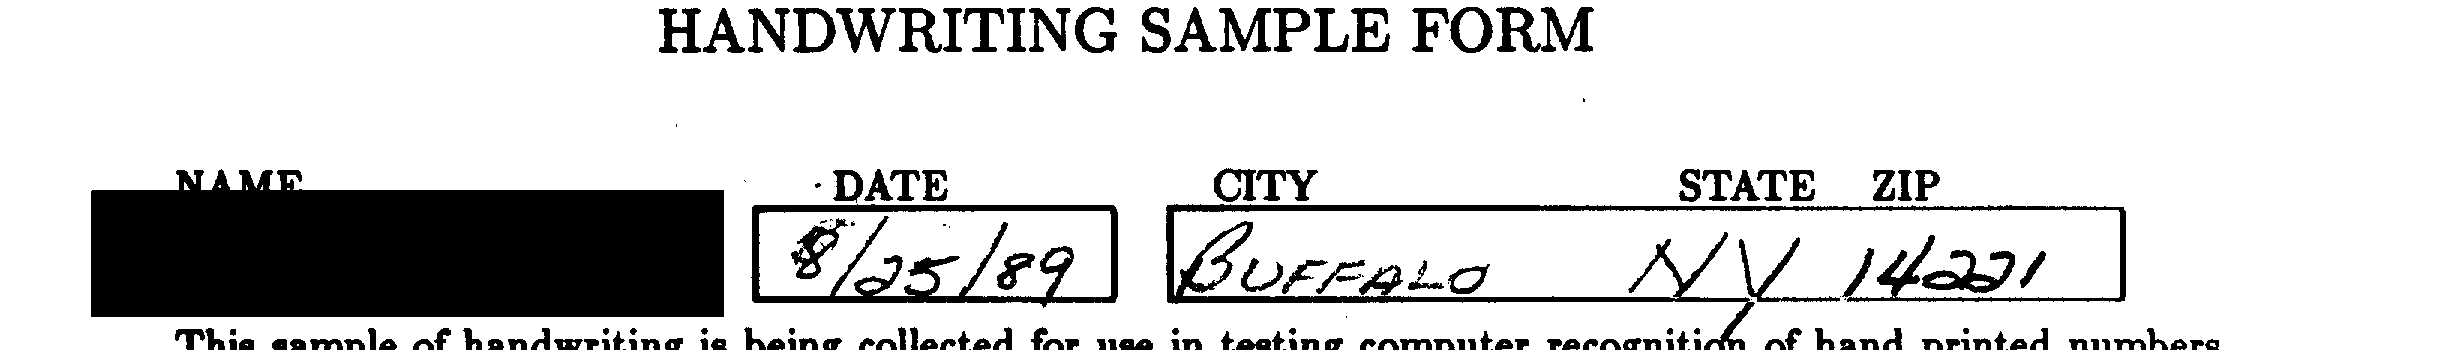 HANDWRITING SAMPLE FORM
NAME DATE CITY STATE ZIP
8/25/89 BUFFALO NY 14221
This sample of handwriting is being collected for use in testing computer recognition of hand printed numbers